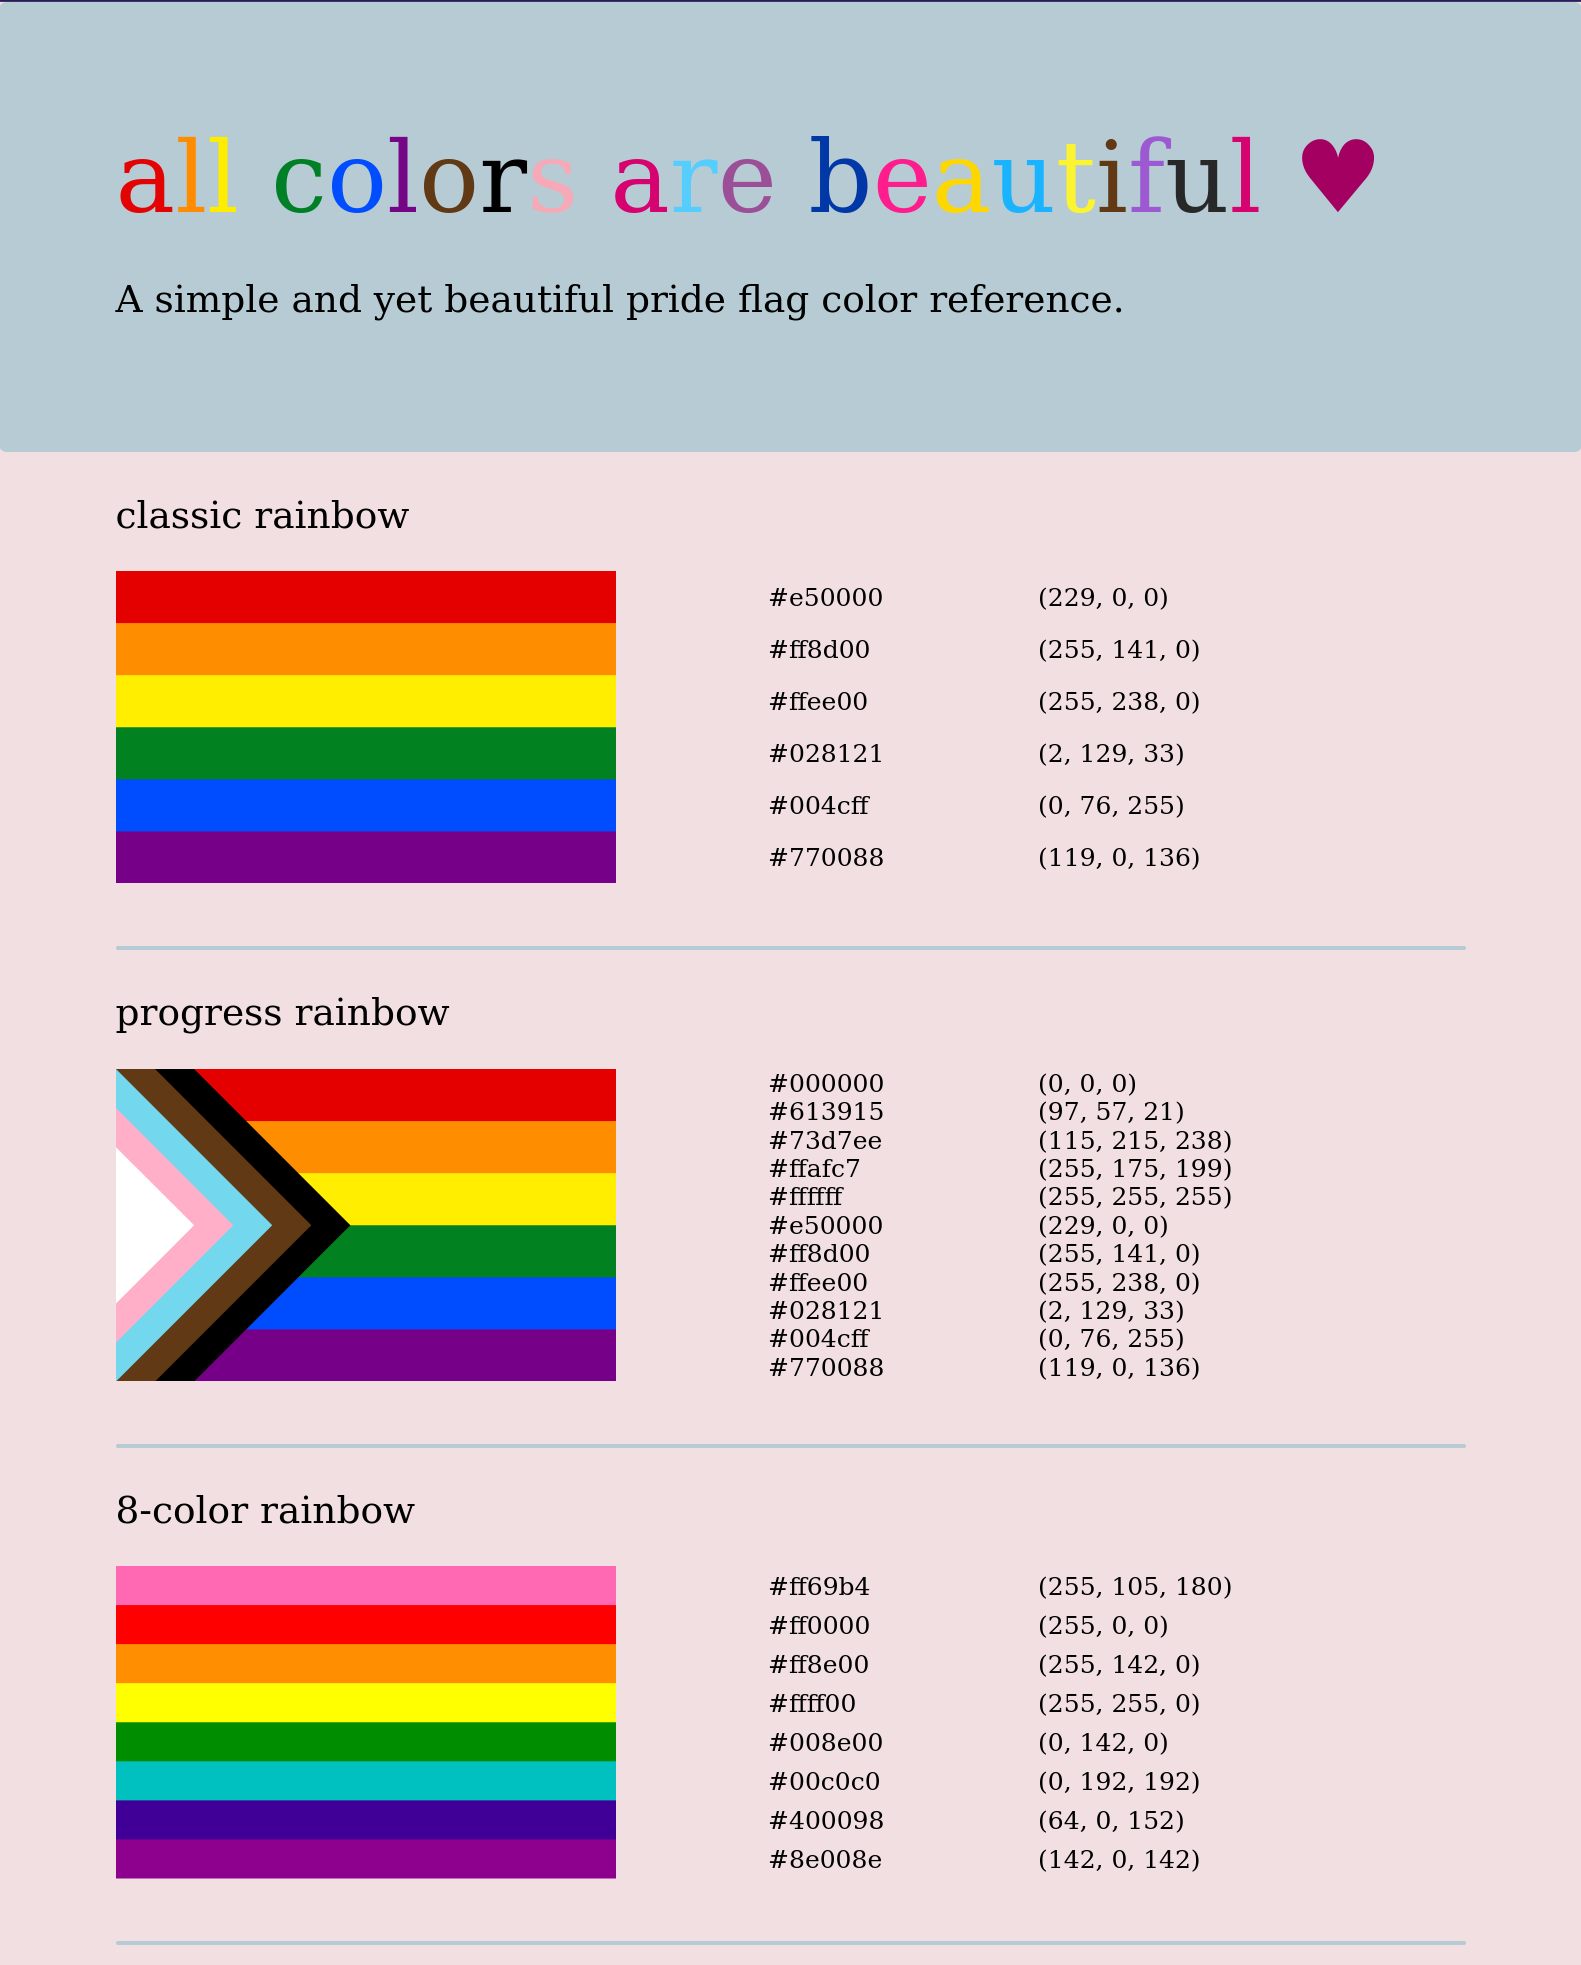 all colors are beautiful ♥
A simple and yet beautiful pride flag color reference.
classic rainbow
#e50000 (229, 0, 0)
#ff8d00 (255, 141, 0)
#ffee00 (255, 238, 0)
#028121 (2, 129, 33)
#004cff (0, 76, 255)
#770088 (119, 0, 136)
progress rainbow
#000000 (0, 0, 0)
#613915 (97, 57, 21)
#73d7ee (115, 215, 238)
#ffafc7 (255, 175, 199)
#ffffff (255, 255, 255)
#e50000 (229, 0, 0)
#ff8d00 (255, 141, 0)
#ffee00 (255, 238, 0)
#028121 (2, 129, 33)
#004cff (0, 76, 255)
#770088 (119, 0, 136)
8-color rainbow
#ff69b4 (255, 105, 180)
#ff0000 (255, 0, 0)
#ff8e00 (255, 142, 0)
#ffff00 (255, 255, 0)
#008e00 (0, 142, 0)
#00c0c0 (0, 192, 192)
#400098 (64, 0, 152)
#8e008e (142, 0, 142)